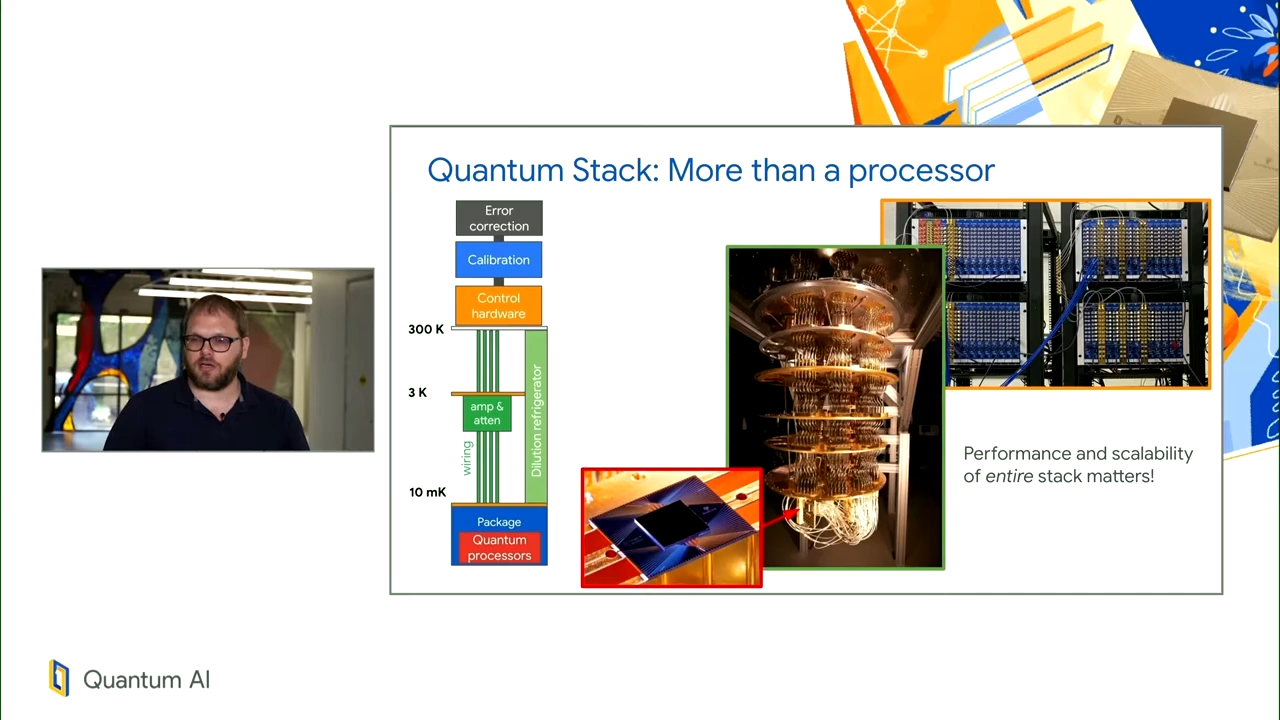 Quantum Stack: More than a processor
Error
correction
Calibration
Control
hardware
300 K
3 K
amp &
atten
wiring
Dilution refrigerator
10 mK
Package
Quantum
processors
Performance and scalability
of entire stack matters!
Quantum AI